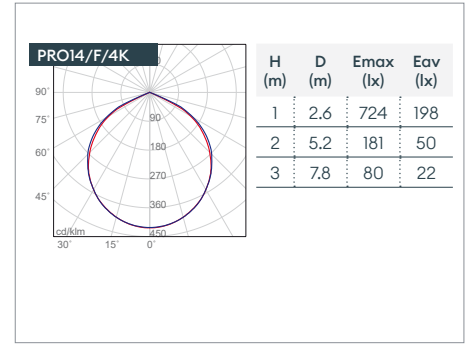 PRO14/F/4K
0
90˚
75˚
60˚
45˚
30˚ 15˚ 0˚
90
180
270
360
450
cd/klm
H D Emax Eav
(m) (m) (lx) (lx)
1 2.6 724 198
2 5.2 181 50
3 7.8 80 22